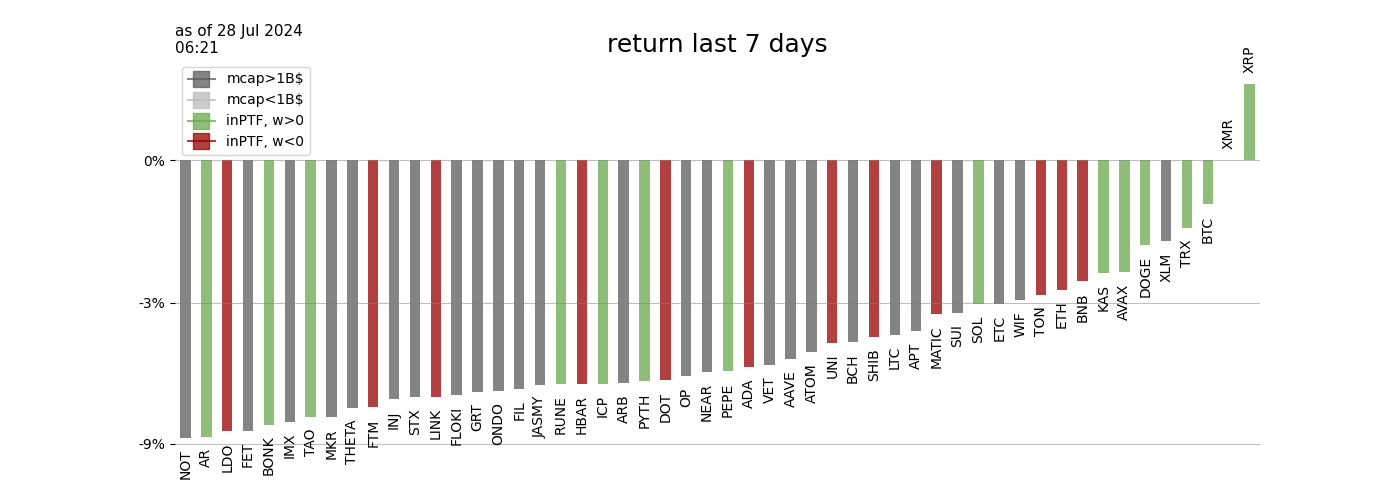 as of 28 Jul 2024
06:21
return last 7 days
mcap>1B$
mcap<1B$
inPTF, w>0
inPTF, w<0
0%
-3%
-9%
NOT
AR
LDO
FET
BONK
IMX
TAO
MKR
THETA
FTM
INJ
STX
LINK
FLOKI
GRT
ONDO
FIL
JASMY
RUNE
HBAR
ICP
ARB
PYTH
DOT
OP
NEAR
PEPE
ADA
VET
AAVE
ATOM
UNI
BCH
SHIB
LTC
APT
MATIC
SUI
SOL
ETC
WIF
TON
ETH
BNB
KAS
AVAX
DOGE
XLM
TRX
BTC
XMR
XRP